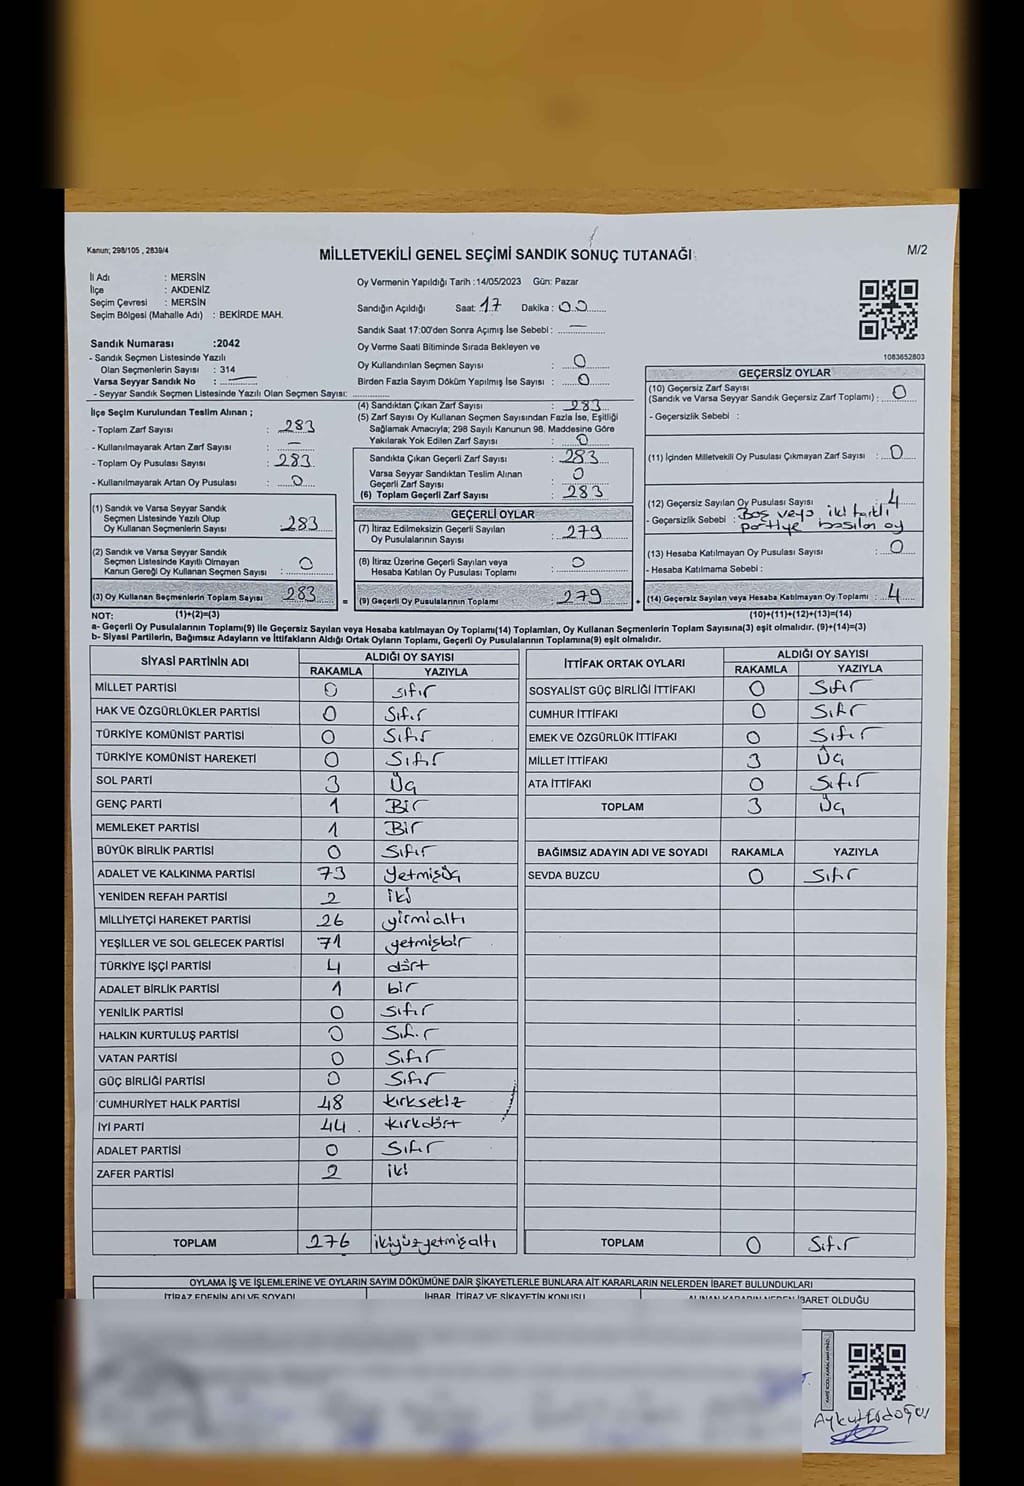 Kanun; 298/105 , 2839/4
MİLLETVEKİLİ GENEL SEÇİMİ SANDIK SONUÇ TUTANAĞI
M/2
İl Adı : MERSİN
İlçe : AKDENİZ
Seçim Çevresi : MERSİN
Seçim Bölgesi (Mahalle Adı) : BEKİRDE MAH.
Sandık Numarası :2042
- Sandık Seçmen Listesinde Yazılı
Olan Seçmenlerin Sayısı : 314
Varsa Seyyar Sandık No : —
- Seyyar Sandık Seçmen Listesinde Yazılı Olan Seçmen Sayısı:
Oy Vermenin Yapıldığı Tarih :14/05/2023 Gün: Pazar
Sandığın Açıldığı Saat: 17 Dakika : 00
Sandık Saat 17:00'den Sonra Açımış İse Sebebi : —
Oy Verme Saati Bitiminde Sırada Bekleyen ve
Oy Kullandırılan Seçmen Sayısı : 0
Birden Fazla Sayım Döküm Yapılmış İse Sayısı : 0
1083652803
İlçe Seçim Kurulundan Teslim Alınan ;
- Toplam Zarf Sayısı : 283
- Kullanılmayarak Artan Zarf Sayısı : —
- Toplam Oy Pusulası Sayısı : 283
- Kullanılmayarak Artan Oy Pusulası : 0
(1) Sandık ve Varsa Seyyar Sandık
Seçmen Listesinde Yazılı Olup
Oy Kullanan Seçmenlerin Sayısı : 283
(2) Sandık ve Varsa Seyyar Sandık
Seçmen Listesinde Kayıtlı Olmayan
Kanun Gereği Oy Kullanan Seçmen Sayısı : 0
(3) Oy Kullanan Seçmenlerin Toplam Sayısı : 283
(4) Sandıktan Çıkan Zarf Sayısı : 283
(5) Zarf Sayısı Oy Kullanan Seçmen Sayısından Fazla İse, Eşitliği
Sağlamak Amacıyla; 298 Sayılı Kanunun 98. Maddesine Göre
Yakılarak Yok Edilen Zarf Sayısı : 0
Sandıkta Çıkan Geçerli Zarf Sayısı : 283
Varsa Seyyar Sandıktan Teslim Alınan
Geçerli Zarf Sayısı : 0
(6) Toplam Geçerli Zarf Sayısı : 283
GEÇERLİ OYLAR
(7) İtiraz Edilmeksizin Geçerli Sayılan
Oy Pusulalarının Sayısı : 279
(8) İtiraz Üzerine Geçerli Sayılan veya
Hesaba Katılan Oy Pusulası Toplamı : 0
= (9) Geçerli Oy Pusulalarının Toplamı : 279
GEÇERSİZ OYLAR
(10) Geçersiz Zarf Sayısı
(Sandık ve Varsa Seyyar Sandık Geçersiz Zarf Toplamı) : 0
- Geçersizlik Sebebi :
(11) İçinden Milletvekili Oy Pusulası Çıkmayan Zarf Sayısı : 0
(12) Geçersiz Sayılan Oy Pusulası Sayısı : 4
- Geçersizlik Sebebi : Boş veya iki farklı
partiye basılan oy
(13) Hesaba Katılmayan Oy Pusulası Sayısı : 0
- Hesaba Katılmama Sebebi :
+ (14) Geçersiz Sayılan veya Hesaba Katılmayan Oy Toplamı : 4
NOT: (1)+(2)=(3)
(10)+(11)+(12)+(13)=(14)
a- Geçerli Oy Pusulalarının Toplamı(9) ile Geçersiz Sayılan veya Hesaba katılmayan Oy Toplamı(14) Toplamları, Oy Kullanan Seçmenlerin Toplam Sayısına(3) eşit olmalıdır. (9)+(14)=(3)
b- Siyasi Partilerin, Bağımsız Adayların ve İttifakların Aldığı Ortak Oyların Toplamı, Geçerli Oy Pusulalarının Toplamına(9) eşit olmalıdır.
SİYASİ PARTİNİN ADI ALDIĞI OY SAYISI
RAKAMLA YAZIYLA
MİLLET PARTİSİ 0 sıfır
HAK VE ÖZGÜRLÜKLER PARTİSİ 0 Sıfır
TÜRKİYE KOMÜNİST PARTİSİ 0 Sıfır
TÜRKİYE KOMÜNİST HAREKETİ 0 Sıfır
SOL PARTİ 3 Üç
GENÇ PARTİ 1 Bir
MEMLEKET PARTİSİ 1 Bir
BÜYÜK BİRLİK PARTİSİ 0 Sıfır
ADALET VE KALKINMA PARTİSİ 73 Yetmişüç
YENİDEN REFAH PARTİSİ 2 iki
MİLLİYETÇİ HAREKET PARTİSİ 26 yirmialtı
YEŞİLLER VE SOL GELECEK PARTİSİ 71 yetmişbir
TÜRKİYE İŞÇİ PARTİSİ 4 dört
ADALET BİRLİK PARTİSİ 1 bir
YENİLİK PARTİSİ 0 Sıfır
HALKIN KURTULUŞ PARTİSİ 0 Sıfır
VATAN PARTİSİ 0 Sıfır
GÜÇ BİRLİĞİ PARTİSİ 0 Sıfır
CUMHURİYET HALK PARTİSİ 48 kırksekiz
İYİ PARTİ 44 kırkdört
ADALET PARTİSİ 0 Sıfır
ZAFER PARTİSİ 2 iki
TOPLAM 276 ikiyüzyetmişaltı
İTTİFAK ORTAK OYLARI ALDIĞI OY SAYISI
RAKAMLA YAZIYLA
SOSYALİST GÜÇ BİRLİĞİ İTTİFAKI 0 Sıfır
CUMHUR İTTİFAKI 0 Sıfır
EMEK VE ÖZGÜRLÜK İTTİFAKI 0 Sıfır
MİLLET İTTİFAKI 3 Üç
ATA İTTİFAKI 0 Sıfır
TOPLAM 3 Üç
BAĞIMSIZ ADAYIN ADI VE SOYADI RAKAMLA YAZIYLA
SEVDA BUZCU 0 Sıfır
TOPLAM 0 Sıfır
OYLAMA İŞ VE İŞLEMLERİNE VE OYLARIN SAYIM DÖKÜMÜNE DAİR ŞİKAYETLERLE BUNLARA AİT KARARLARIN NELERDEN İBARET BULUNDUKLARI
İTİRAZ EDENİN ADI VE SOYADI İHBAR, İTİRAZ VE ŞİKAYETİN KONUSU ALINAN KARARIN NEDEN İBARET OLDUĞU